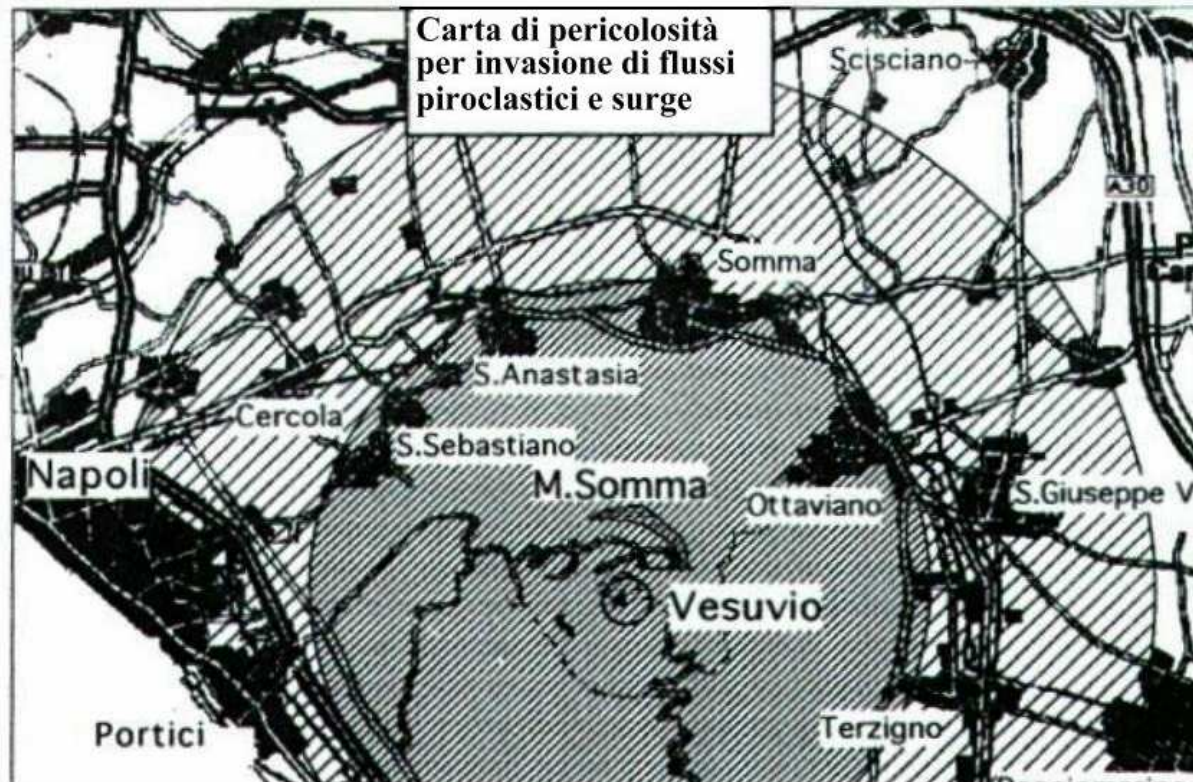 Carta di pericolosità
per invasione di flussi
piroclastici e surge
Scisciano
A30
Somma
S.Anastasia
Cercola
S.Sebastiano
Napoli
M.Somma
Ottaviano
S.Giuseppe V
Vesuvio
Portici
Terzigno